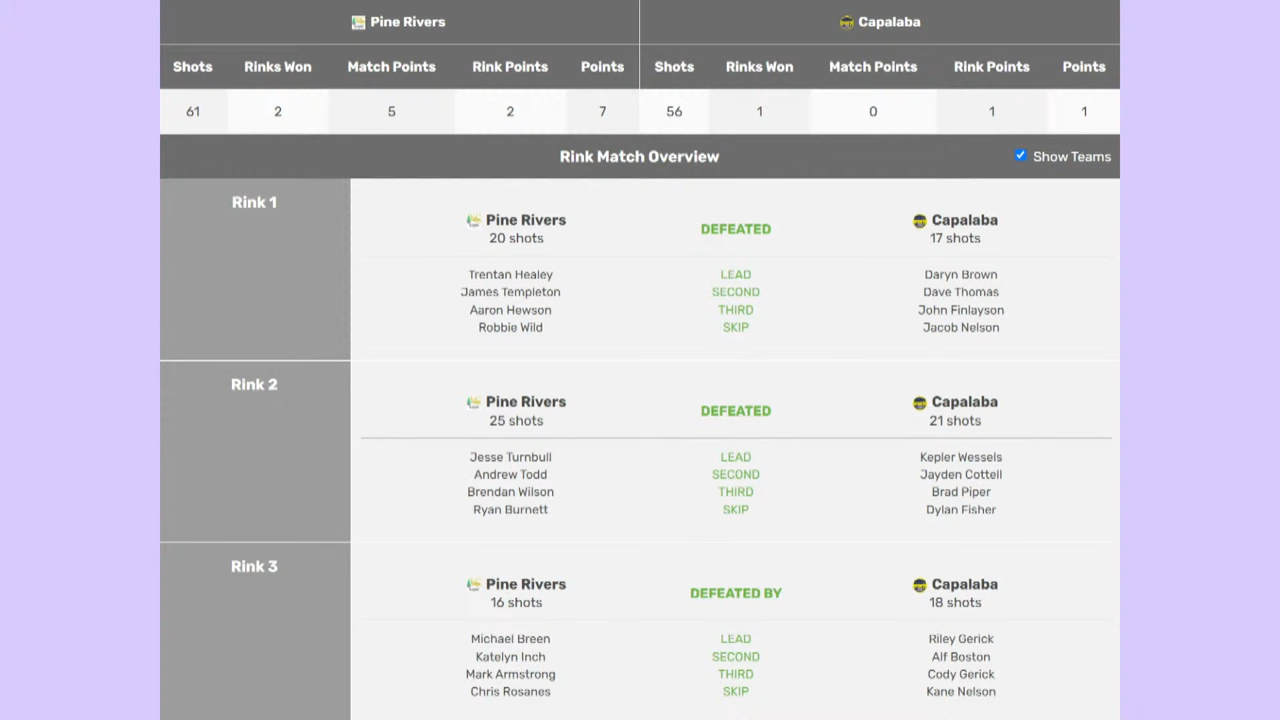 Pine Rivers Capalaba
Shots Rinks Won Match Points Rink Points Points Shots Rinks Won Match Points Rink Points Points
61 2 5 2 7 56 1 0 1 1
Rink Match Overview Show Teams
Rink 1
Pine Rivers DEFEATED Capalaba
20 shots 17 shots
Trentan Healey LEAD Daryn Brown
James Templeton SECOND Dave Thomas
Aaron Hewson THIRD John Finlayson
Robbie Wild SKIP Jacob Nelson
Rink 2
Pine Rivers DEFEATED Capalaba
25 shots 21 shots
Jesse Turnbull LEAD Kepler Wessels
Andrew Todd SECOND Jayden Cottell
Brendan Wilson THIRD Brad Piper
Ryan Burnett SKIP Dylan Fisher
Rink 3
Pine Rivers DEFEATED BY Capalaba
16 shots 18 shots
Michael Breen LEAD Riley Gerick
Katelyn Inch SECOND Alf Boston
Mark Armstrong THIRD Cody Gerick
Chris Rosanes SKIP Kane Nelson